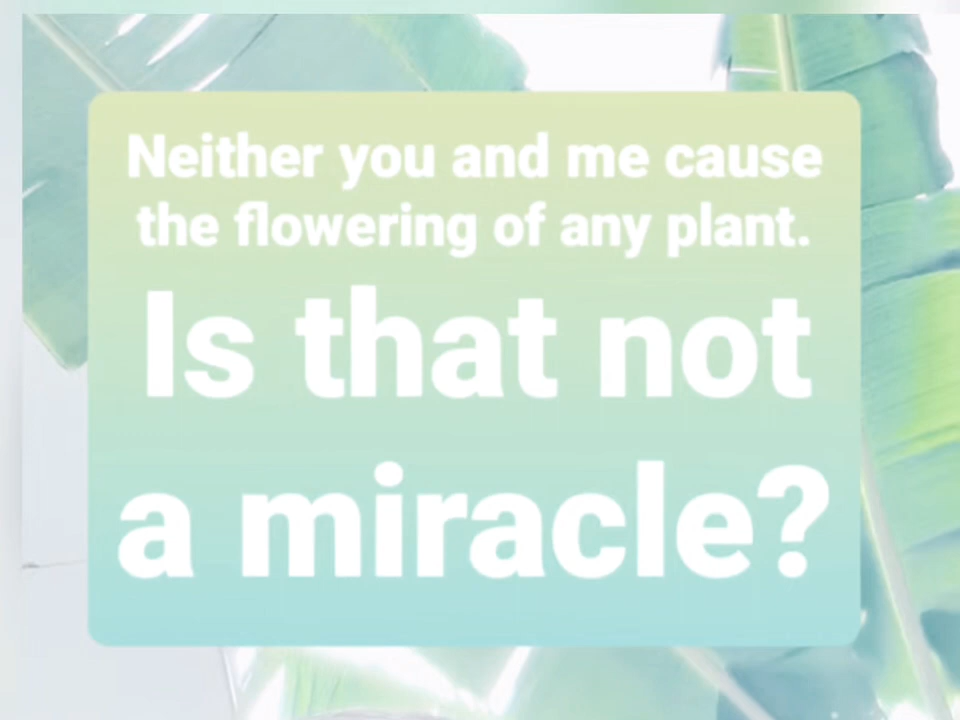 Neither you and me cause
the flowering of any plant.
Is that not
a miracle?